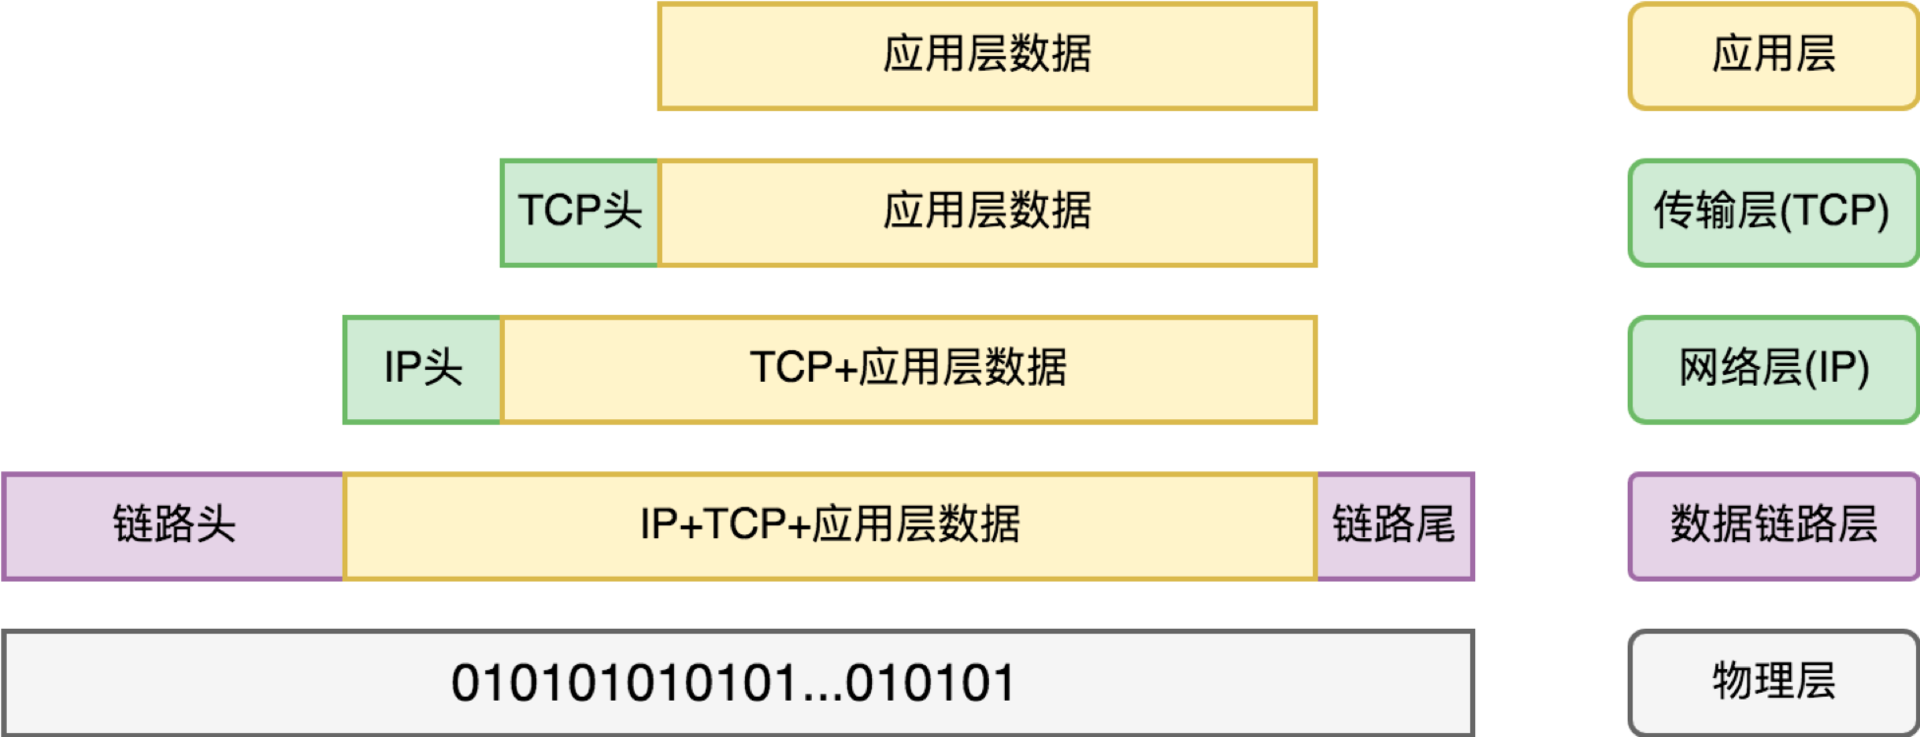 应用层数据
应用层
TCP头
应用层数据
传输层(TCP)
IP头
TCP+应用层数据
网络层(IP)
链路头
IP+TCP+应用层数据
链路尾
数据链路层
010101010101...010101
物理层